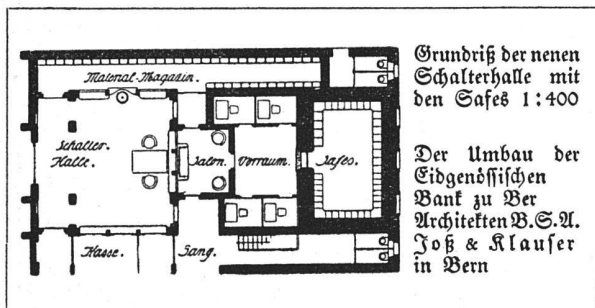 Material-Magazin.
Schalter-
Halle.
Salon.
Vorraum.
Safes.
Kasse.
Gang.
Grundriß der neuen
Schalterhalle mit
den Safes 1:400
Der Umbau der
Eidgenössischen
Bank zu Ber
Architekten B.S.A.
Joß & Klauser
in Bern